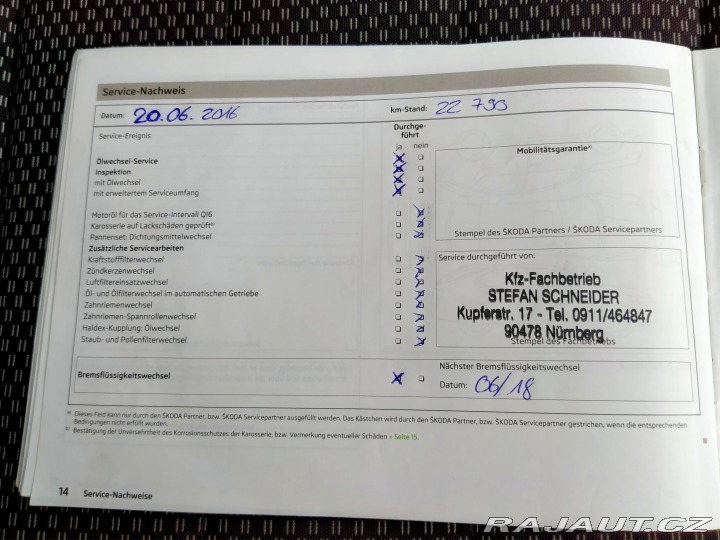 Service-Nachweis
Datum: 20.06.2016 km-Stand: 22 790
Service-Ereignis
Durchge-
führt
ja nein
Ölwechsel-Service
Inspektion
mit Ölwechsel
mit erweitertem Serviceumfang
Mobilitätsgarantie a)
Motoröl für das Service-Intervall QI6
Karosserie auf Lackschäden geprüft b)
Pannenset: Dichtungsmittelwechsel
Stempel des ŠKODA Partners / ŠKODA Servicepartners
Zusätzliche Servicearbeiten
Kraftstofffilterwechsel
Zündkerzenwechsel
Luftfiltereinsatzwechsel
Öl- und Ölfilterwechsel im automatischen Getriebe
Zahnriemenwechsel
Zahnriemen-Spannrollenwechsel
Haldex-Kupplung: Ölwechsel
Staub- und Pollenfilterwechsel
Service durchgeführt von:
Kfz-Fachbetrieb
STEFAN SCHNEIDER
Kupferstr. 17 - Tel. 0911/464847
90478 Nürnberg
Stempel des Fachbetriebs
Bremsflüssigkeitswechsel
Nächster Bremsflüssigkeitswechsel
Datum: 06/18
a) Dieses Feld kann nur durch den ŠKODA Partner, bzw. ŠKODA Servicepartner ausgefüllt werden. Das Kästchen wird durch den ŠKODA Partner, bzw. ŠKODA Servicepartner gestrichen, wenn die entsprechenden
Bedingungen nicht erfüllt wurden.
b) Bestätigung der Unversehrtheit des Korrosionsschutzes der Karosserie, bzw. Vermerkung eventueller Schäden » Seite 15.
14 Service-Nachweise
RAJAUT.CZ